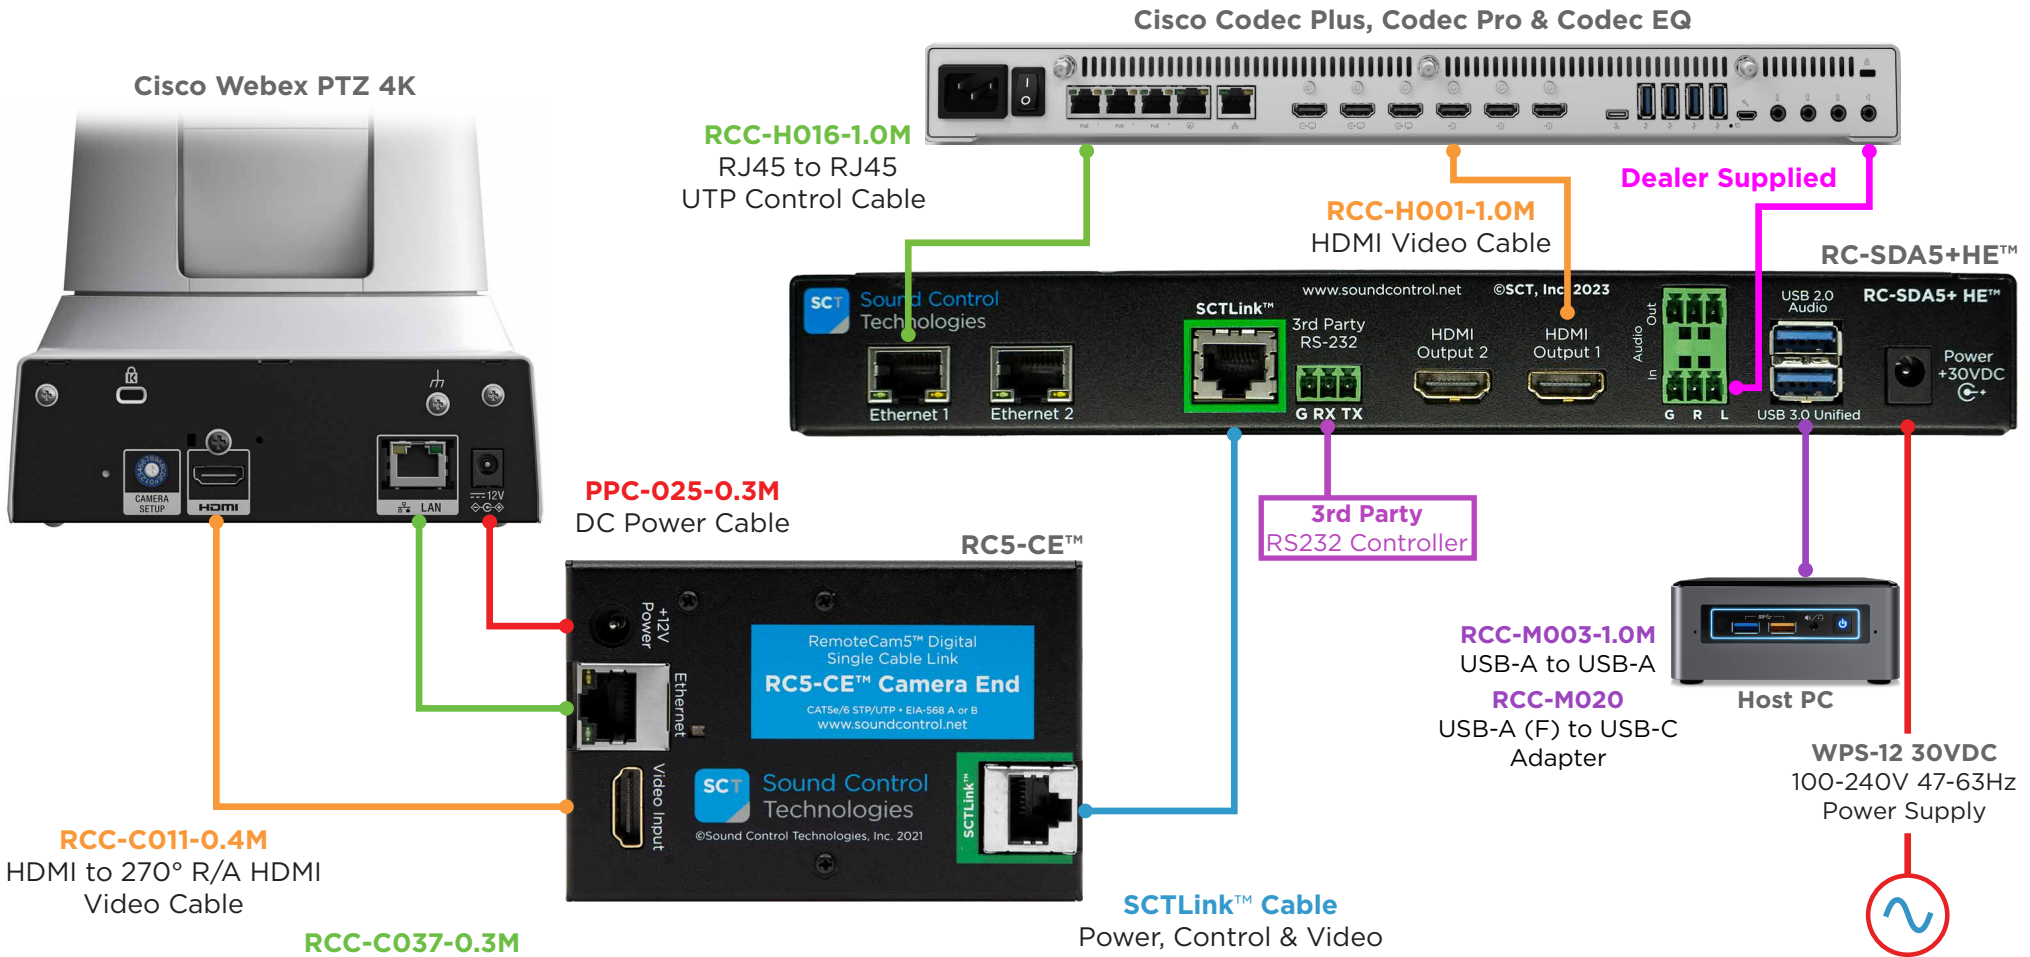 Cisco Codec Plus, Codec Pro & Codec EQ
Cisco Webex PTZ 4K
RCC-H016-1.0M
RJ45 to RJ45
UTP Control Cable
PoE
PoE
PoE
Dealer Supplied
RCC-H001-1.0M
HDMI Video Cable
RC-SDA5+HE™
SCT Sound Control
Technologies
www.soundcontrol.net
©SCT, Inc. 2023
SCTLink™
3rd Party
RS-232
HDMI
Output 2
HDMI
Output 1
Audio
Out
In
USB 2.0
Audio
RC-SDA5+ HE™
Power
+30VDC
Ethernet 1
Ethernet 2
G RX TX
G R L
USB 3.0 Unified
CAMERA
SETUP
HDMI
LAN
12V
PPC-025-0.3M
DC Power Cable
RC5-CE™
3rd Party
RS232 Controller
+12V
Power
Ethernet
Video Input
RemoteCam5™ Digital
Single Cable Link
RC5-CE™ Camera End
CAT5e/6 STP/UTP • EIA-568 A or B
www.soundcontrol.net
SCT Sound Control
Technologies
©Sound Control Technologies, Inc. 2021
SCTLink™
RCC-M003-1.0M
USB-A to USB-A
RCC-M020
USB-A (F) to USB-C
Adapter
Host PC
WPS-12 30VDC
100-240V 47-63Hz
Power Supply
RCC-C011-0.4M
HDMI to 270° R/A HDMI
Video Cable
RCC-C037-0.3M
SCTLink™ Cable
Power, Control & Video